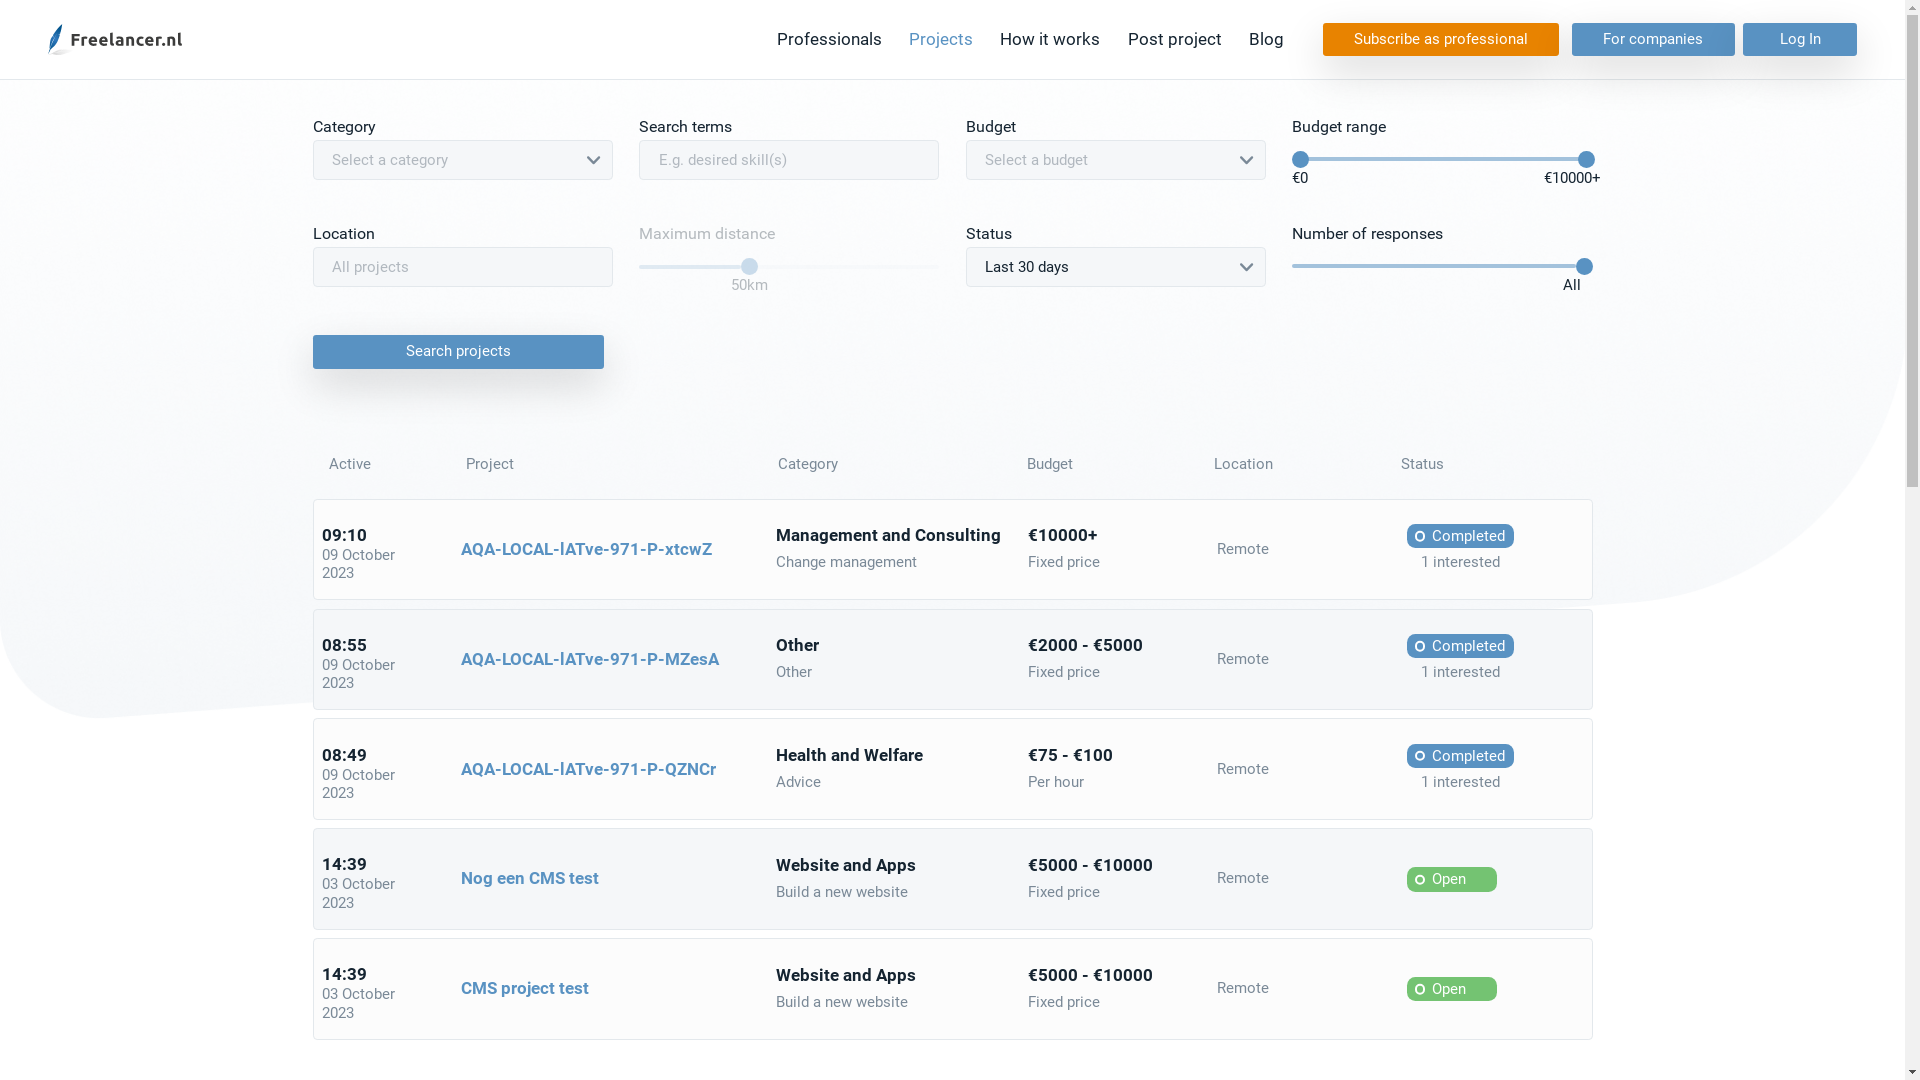 Freelancer.nl
Professionals Projects How it works Post project Blog Subscribe as professional For companies Log In
Category Search terms Budget Budget range
Select a category E.g. desired skill(s) Select a budget
€0 €10000+
Location Maximum distance Status Number of responses
All projects Last 30 days
50km All
Search projects
Active Project Category Budget Location Status
09:10
09 October
2023
AQA-LOCAL-lATve-971-P-xtcwZ
Management and Consulting
Change management
€10000+
Fixed price
Remote
Completed
1 interested
08:55
09 October
2023
AQA-LOCAL-lATve-971-P-MZesA
Other
Other
€2000 - €5000
Fixed price
Remote
Completed
1 interested
08:49
09 October
2023
AQA-LOCAL-lATve-971-P-QZNCr
Health and Welfare
Advice
€75 - €100
Per hour
Remote
Completed
1 interested
14:39
03 October
2023
Nog een CMS test
Website and Apps
Build a new website
€5000 - €10000
Fixed price
Remote
Open
14:39
03 October
2023
CMS project test
Website and Apps
Build a new website
€5000 - €10000
Fixed price
Remote
Open